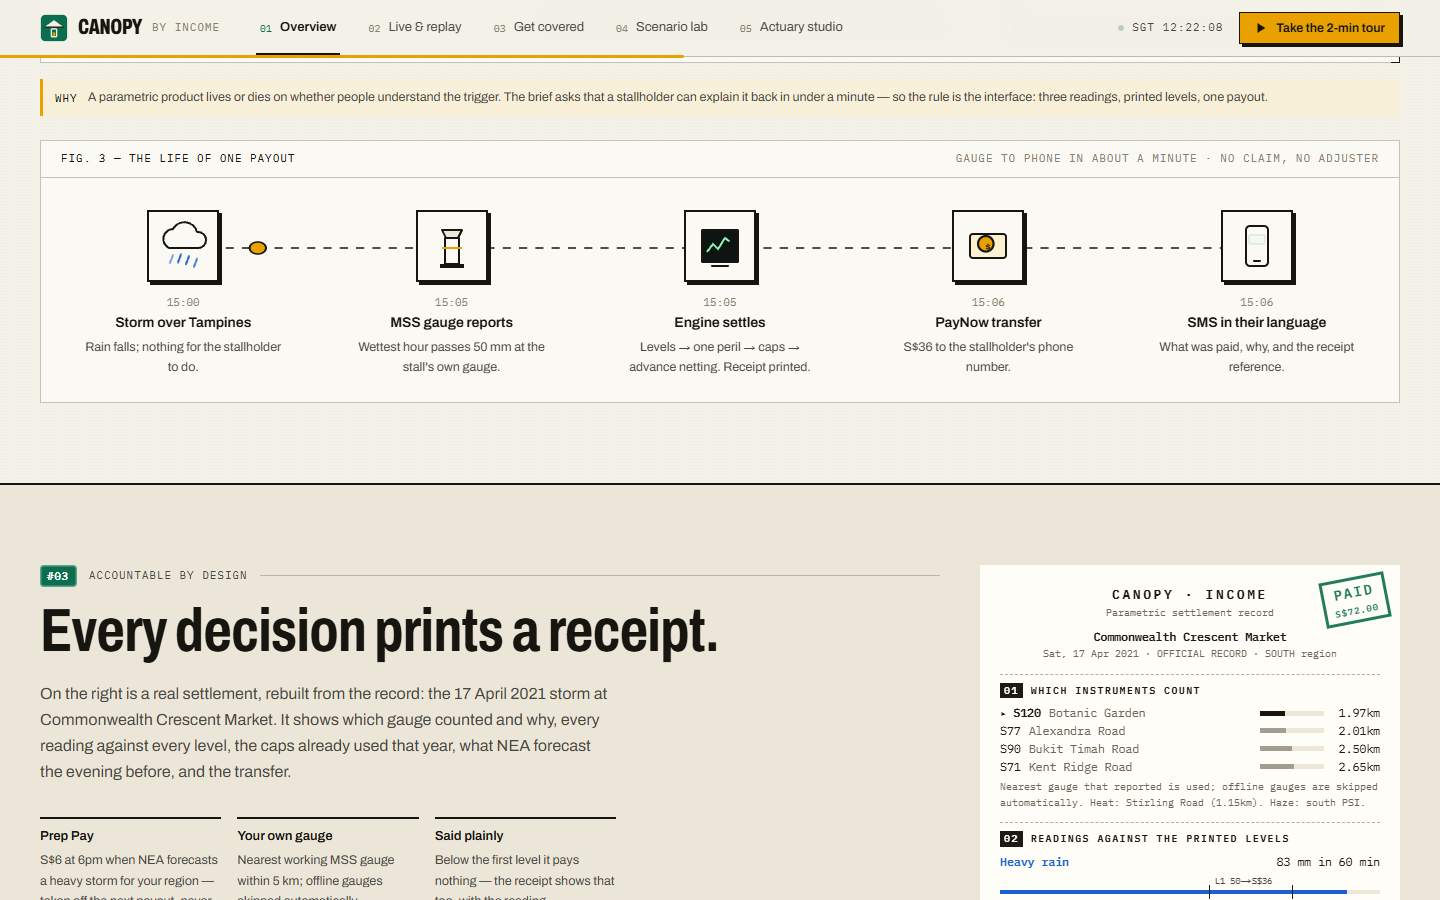 CANOPY BY INCOME
01 Overview
02 Live & replay
03 Get covered
04 Scenario lab
05 Actuary studio
SGT 12:22:08
Take the 2-min tour
WHY A parametric product lives or dies on whether people understand the trigger. The brief asks that a stallholder can explain it back in under a minute — so the rule is the interface: three readings, printed levels, one payout.
FIG. 3 — THE LIFE OF ONE PAYOUT
GAUGE TO PHONE IN ABOUT A MINUTE · NO CLAIM, NO ADJUSTER
15:00
Storm over Tampines
Rain falls; nothing for the stallholder
to do.
15:05
MSS gauge reports
Wettest hour passes 50 mm at the
stall's own gauge.
15:05
Engine settles
Levels → one peril → caps →
advance netting. Receipt printed.
$
15:06
PayNow transfer
S$36 to the stallholder's phone
number.
15:06
SMS in their language
What was paid, why, and the receipt
reference.
#03 ACCOUNTABLE BY DESIGN
Every decision prints a receipt.
On the right is a real settlement, rebuilt from the record: the 17 April 2021 storm at
Commonwealth Crescent Market. It shows which gauge counted and why, every
reading against every level, the caps already used that year, what NEA forecast
the evening before, and the transfer.
Prep Pay
S$6 at 6pm when NEA forecasts
a heavy storm for your region —
Your own gauge
Nearest working MSS gauge
within 5 km; offline gauges
Said plainly
Below the first level it pays
nothing — the receipt shows that
CANOPY · INCOME
Parametric settlement record
PAID
S$72.00
Commonwealth Crescent Market
Sat, 17 Apr 2021 · OFFICIAL RECORD · SOUTH region
01 WHICH INSTRUMENTS COUNT
▸ S120 Botanic Garden 1.97km
S77 Alexandra Road 2.01km
S90 Bukit Timah Road 2.50km
S71 Kent Ridge Road 2.65km
Nearest gauge that reported is used; offline gauges are skipped
automatically. Heat: Stirling Road (1.15km). Haze: south PSI.
02 READINGS AGAINST THE PRINTED LEVELS
Heavy rain 83 mm in 60 min
L1 50→S$36